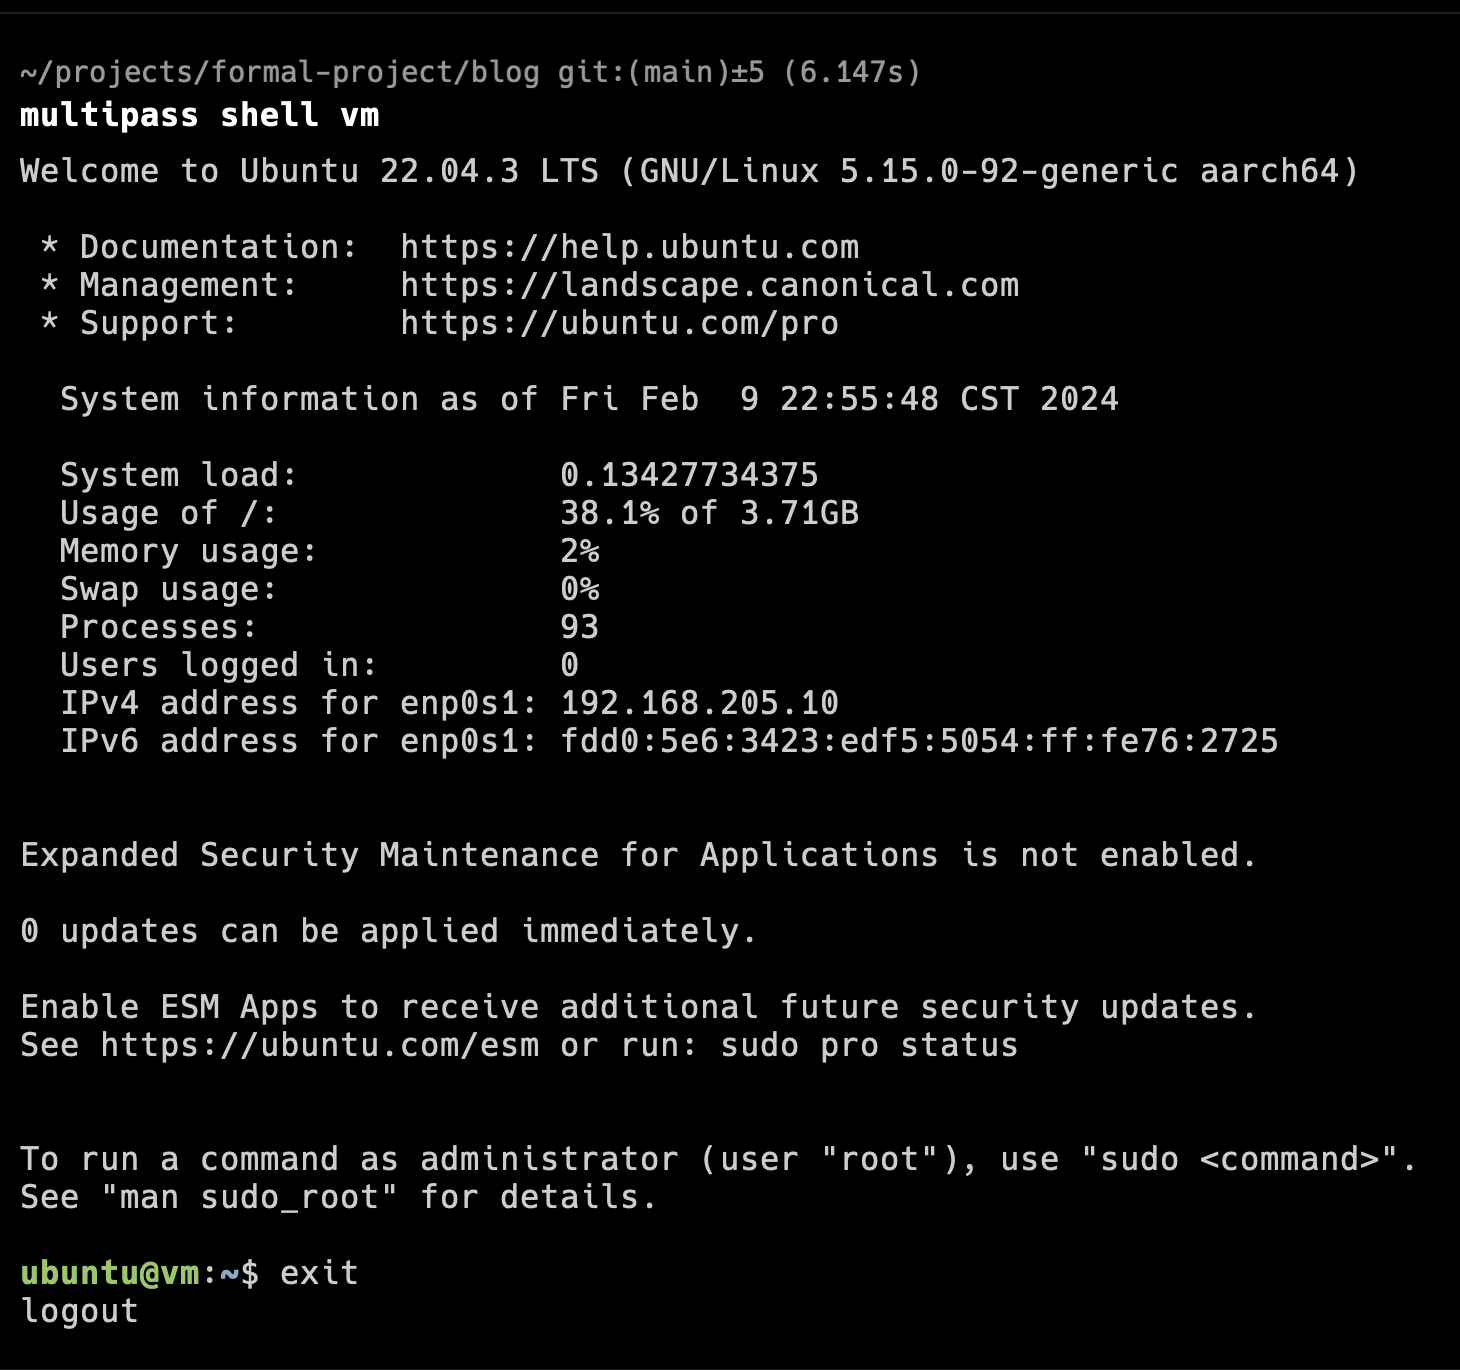 ~/projects/formal-project/blog git:(main)±5 (6.147s)
multipass shell vm
Welcome to Ubuntu 22.04.3 LTS (GNU/Linux 5.15.0-92-generic aarch64)

 * Documentation:  https://help.ubuntu.com
 * Management:     https://landscape.canonical.com
 * Support:        https://ubuntu.com/pro

  System information as of Fri Feb  9 22:55:48 CST 2024

  System load:             0.13427734375
  Usage of /:              38.1% of 3.71GB
  Memory usage:            2%
  Swap usage:              0%
  Processes:               93
  Users logged in:         0
  IPv4 address for enp0s1: 192.168.205.10
  IPv6 address for enp0s1: fdd0:5e6:3423:edf5:5054:ff:fe76:2725


Expanded Security Maintenance for Applications is not enabled.

0 updates can be applied immediately.

Enable ESM Apps to receive additional future security updates.
See https://ubuntu.com/esm or run: sudo pro status


To run a command as administrator (user "root"), use "sudo <command>".
See "man sudo_root" for details.

ubuntu@vm:~$ exit
logout